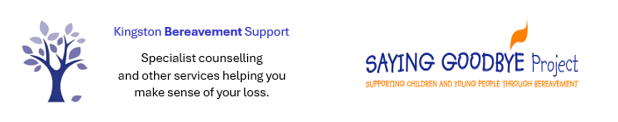 Kingston Bereavement Support
Specialist counselling
and other services helping you
make sense of your loss.
SAYING GOODBYE Project
SUPPORTING CHILDREN AND YOUNG PEOPLE THROUGH BEREAVEMENT